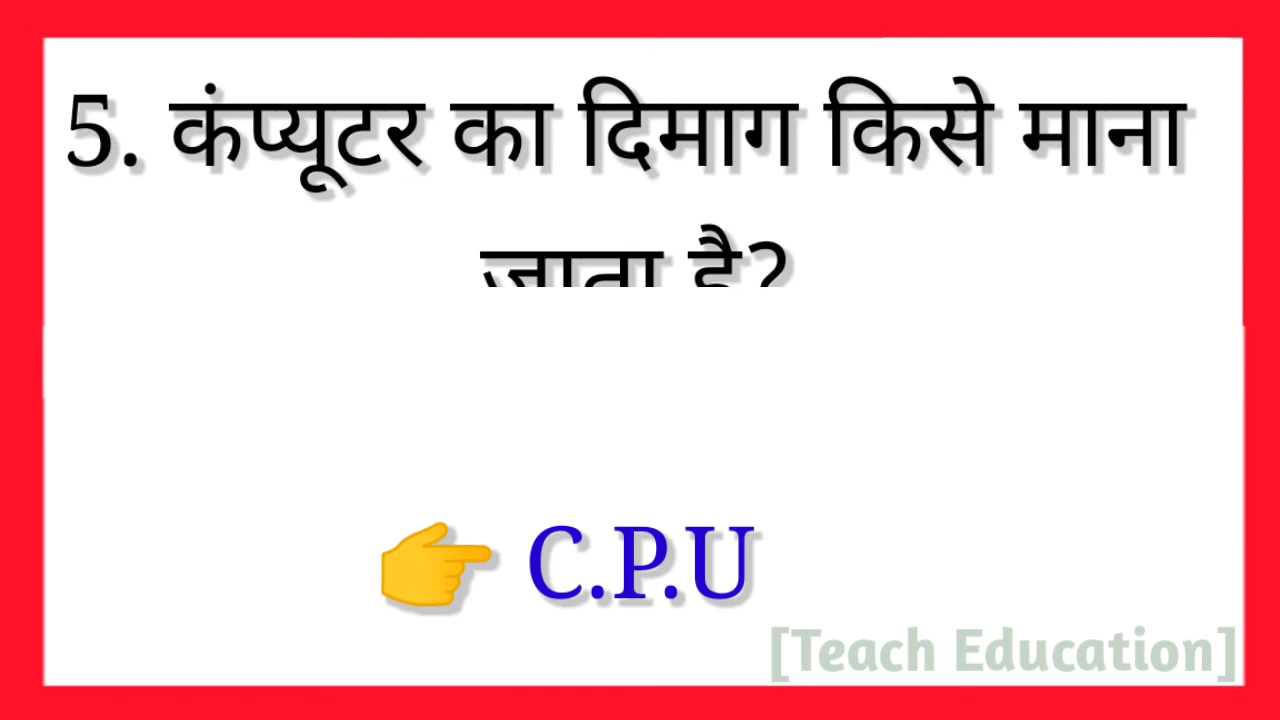 5. कंप्यूटर का दिमाग किसे माना
जाता है?
👉 C.P.U
[Teach Education]